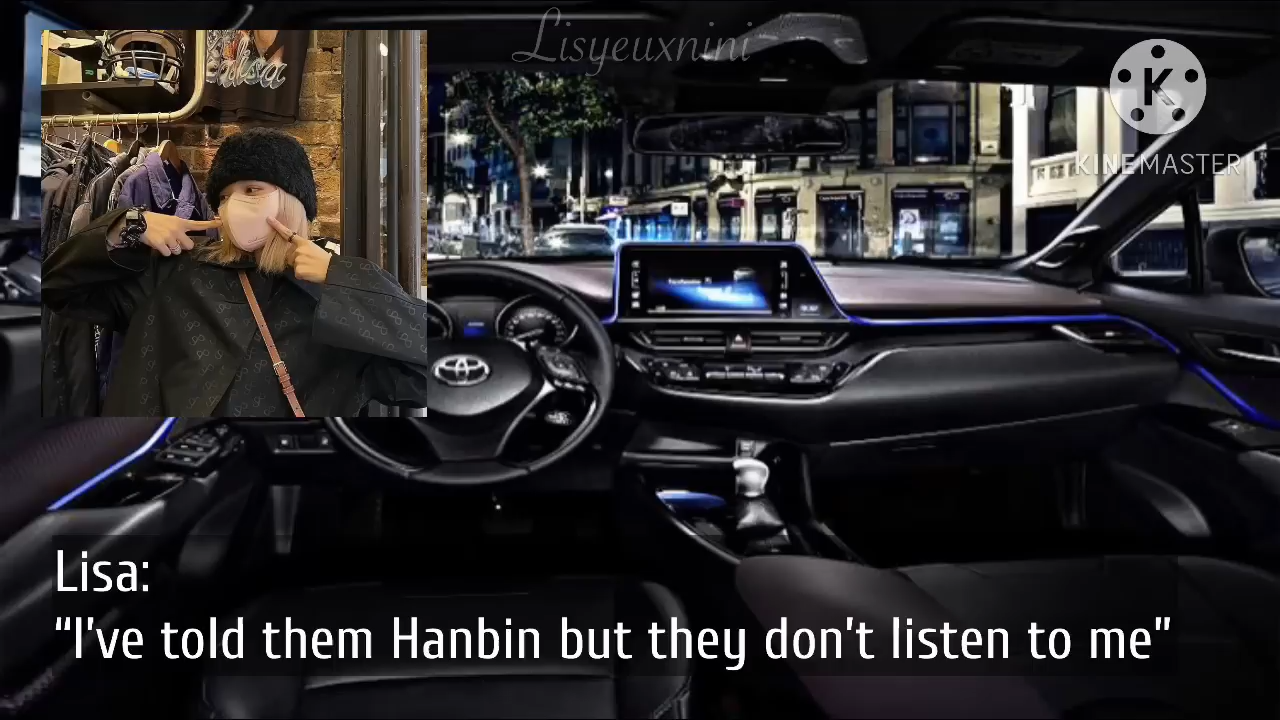 Lisyeuxnini
K
KINEMASTER
Lisa:
“I’ve told them Hanbin but they don’t listen to me”